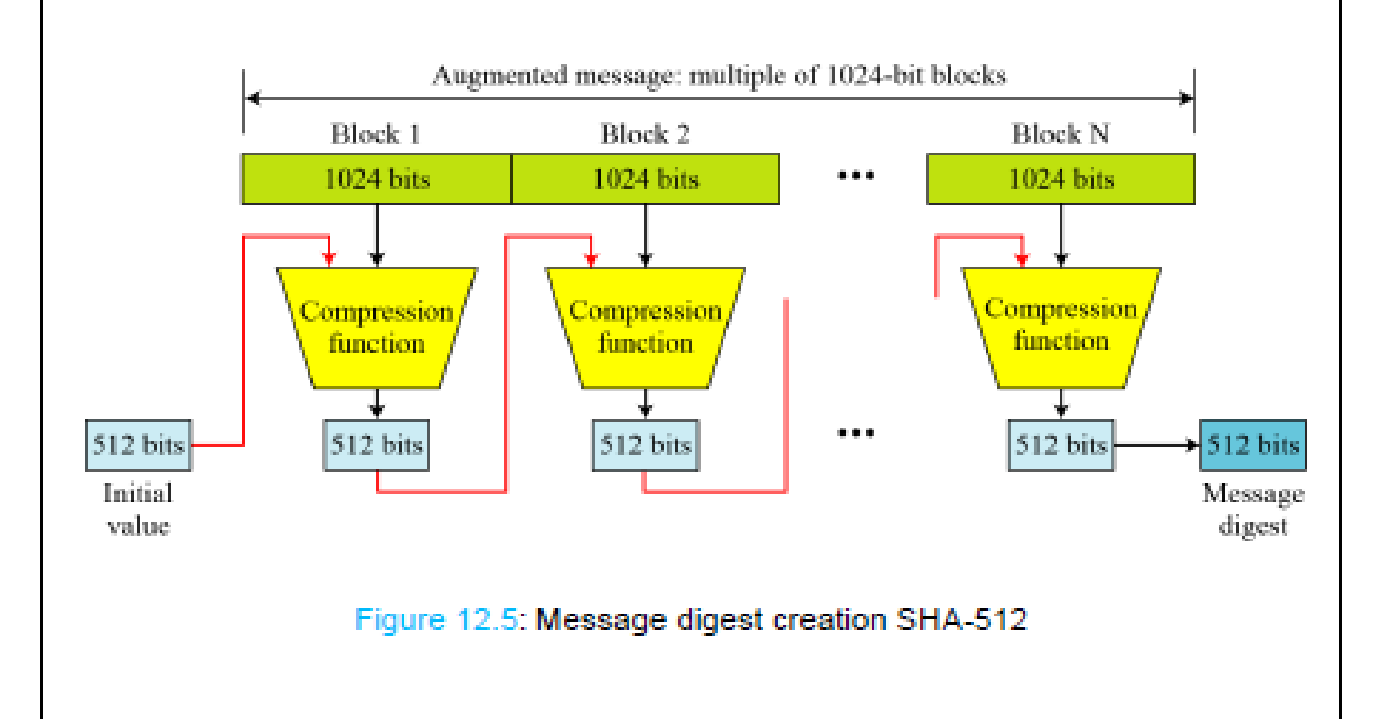 Augmented message: multiple of 1024-bit blocks
Block 1
Block 2
Block N
1024 bits
1024 bits
•••
1024 bits
Compression
function
Compression
function
Compression
function
512 bits
512 bits
512 bits
•••
512 bits
512 bits
Initial
value
Message
digest
Figure 12.5: Message digest creation SHA-512